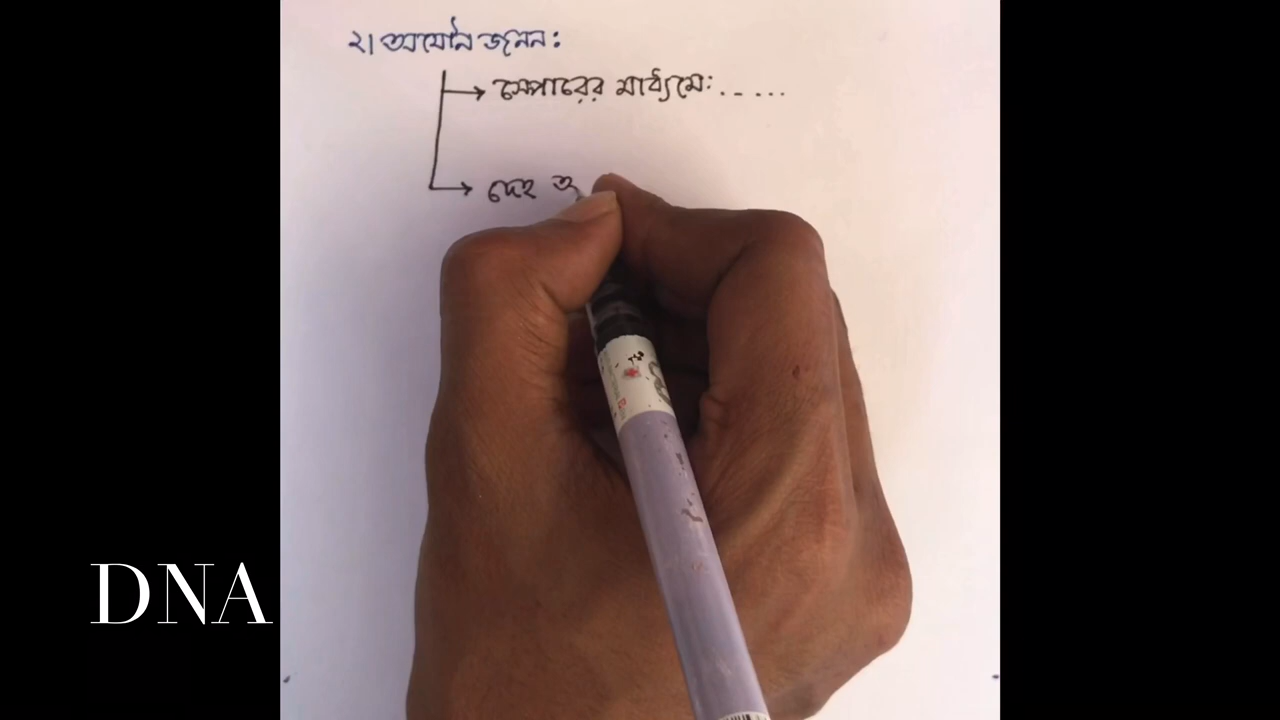 ২। অযৌন জনন:
স্পোরের মাধ্যমে: . . . . . .
দেহ অ
DNA